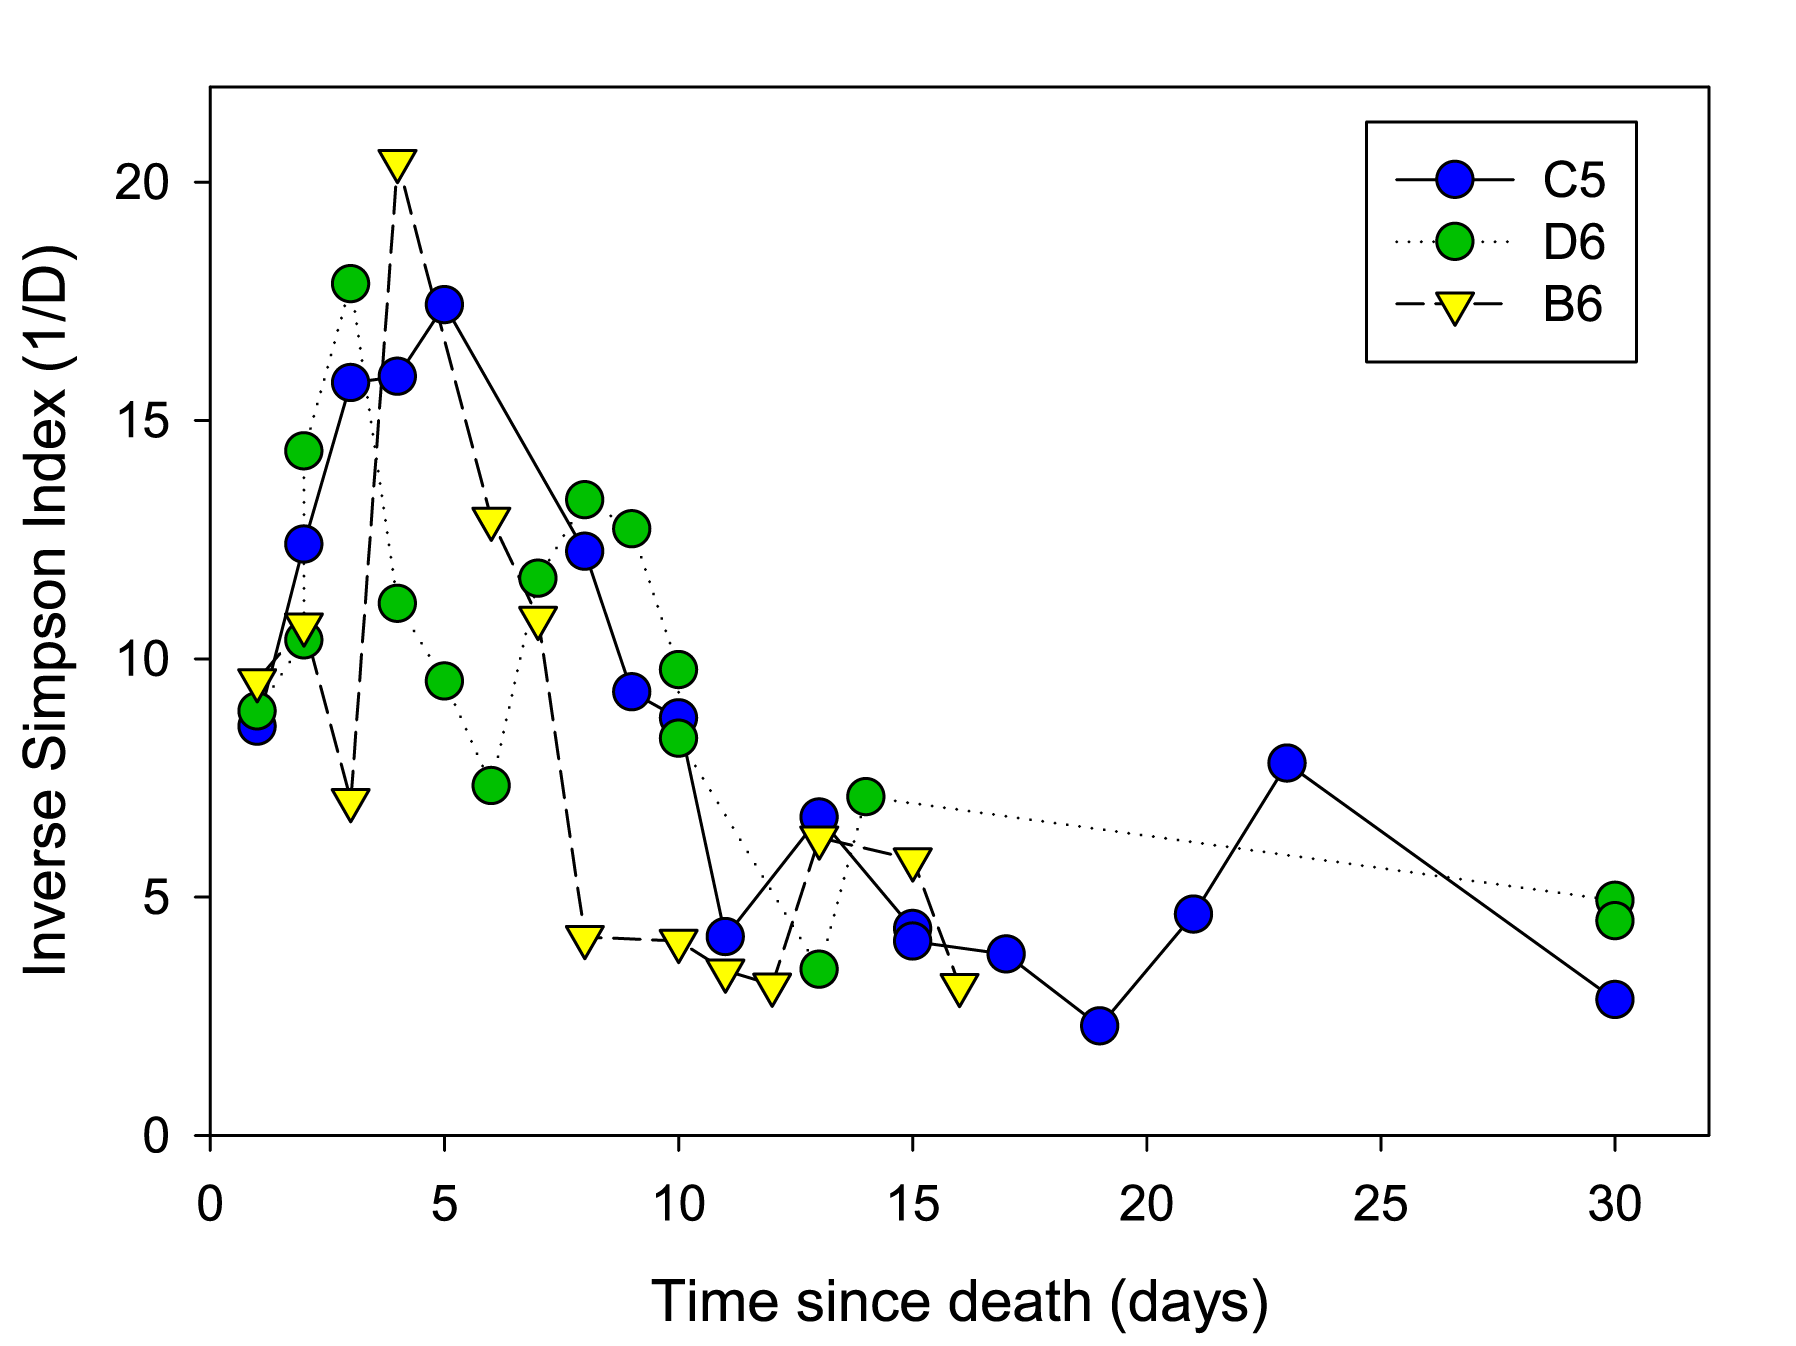 Inverse Simpson Index (1/D)
20
15
10
5
0
C5
D6
B6
0 5 10 15 20 25 30
Time since death (days)